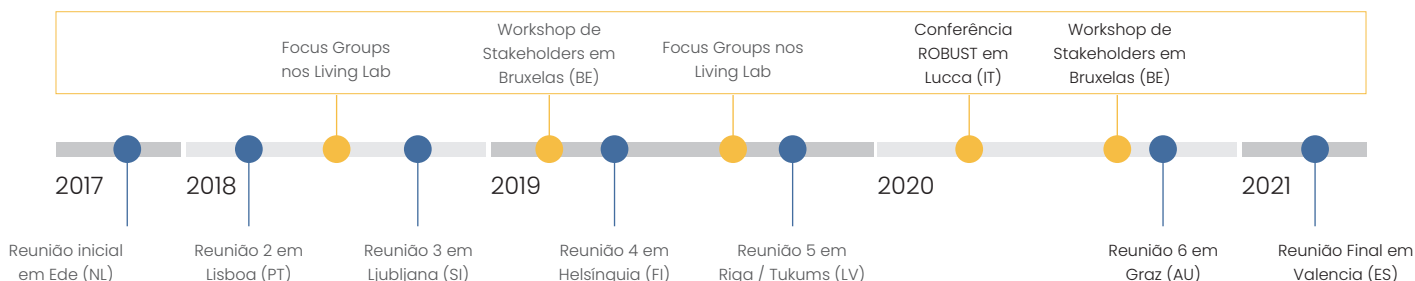 Focus Groups
nos Living Lab
Workshop de
Stakeholders em
Bruxelas (BE)
Focus Groups nos
Living Lab
Conferência
ROBUST em
Lucca (IT)
Workshop de
Stakeholders em
Bruxelas (BE)
2017
2018
2019
2020
2021
Reunião inicial
em Ede (NL)
Reunião 2 em
Lisboa (PT)
Reunião 3 em
Ljubljana (SI)
Reunião 4 em
Helsínquia (FI)
Reunião 5 em
Riga / Tukums (LV)
Reunião 6 em
Graz (AU)
Reunião Final em
Valencia (ES)